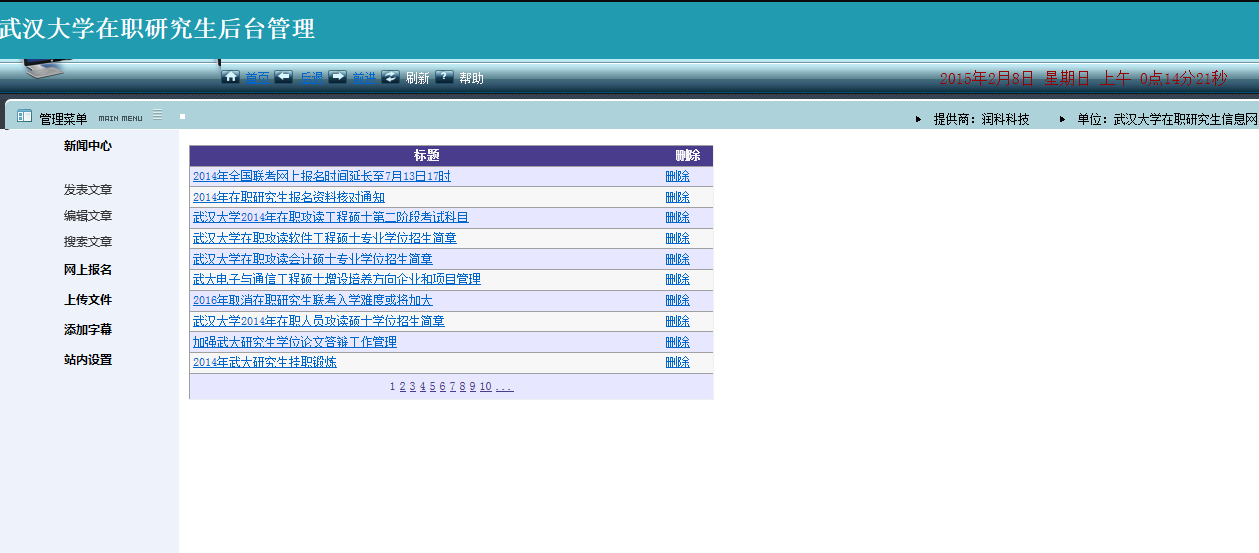 武汉大学在职研究生后台管理
首页 后退 前进 刷新 帮助 2015年2月8日 星期日 上午 0点14分21秒
管理菜单 MAIN MENU 提供商：润科科技 单位：武汉大学在职研究生信息网
新闻中心
发表文章
编辑文章
搜索文章
网上报名
上传文件
添加字幕
站内设置
标题 删除
2014年全国联考网上报名时间延长至7月13日17时 删除
2014年在职研究生报名资料核对通知 删除
武汉大学2014年在职攻读工程硕士第二阶段考试科目 删除
武汉大学在职攻读软件工程硕士专业学位招生简章 删除
武汉大学在职攻读会计硕士专业学位招生简章 删除
武大电子与通信工程硕士增设培养方向企业和项目管理 删除
2016年取消在职研究生联考入学难度或将加大 删除
武汉大学2014年在职人员攻读硕士学位招生简章 删除
加强武大研究生学位论文答辩工作管理 删除
2014年武大研究生挂职锻炼 删除
1 2 3 4 5 6 7 8 9 10 ...